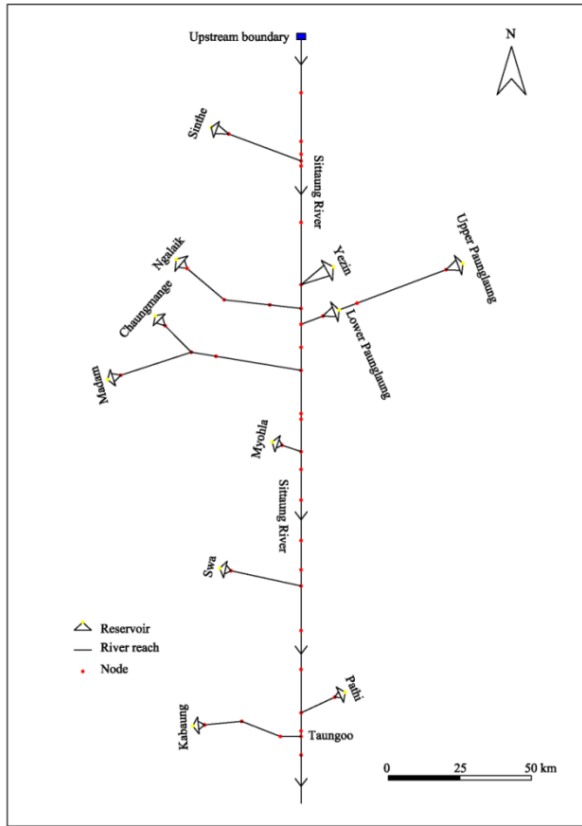 Upstream boundary
N
Sinthe
Sittaung River
Ngalaik
Yezin
Upper Paunglaung
Chaungmange
Lower Paunglaung
Madam
Myohla
Sittaung River
Swa
Reservoir
River reach
Node
Pathi
Kabaung
Taungoo
0 25 50 km